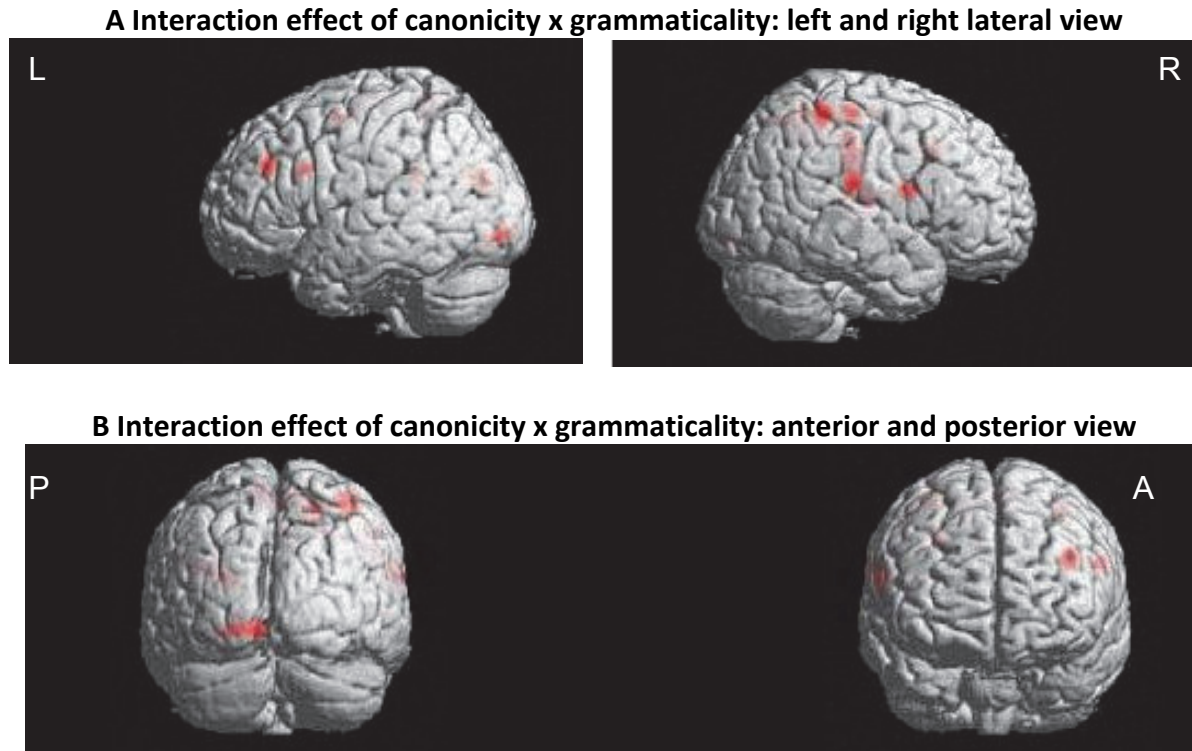 A Interaction effect of canonicity x grammaticality: left and right lateral view
L
R
B Interaction effect of canonicity x grammaticality: anterior and posterior view
P
A